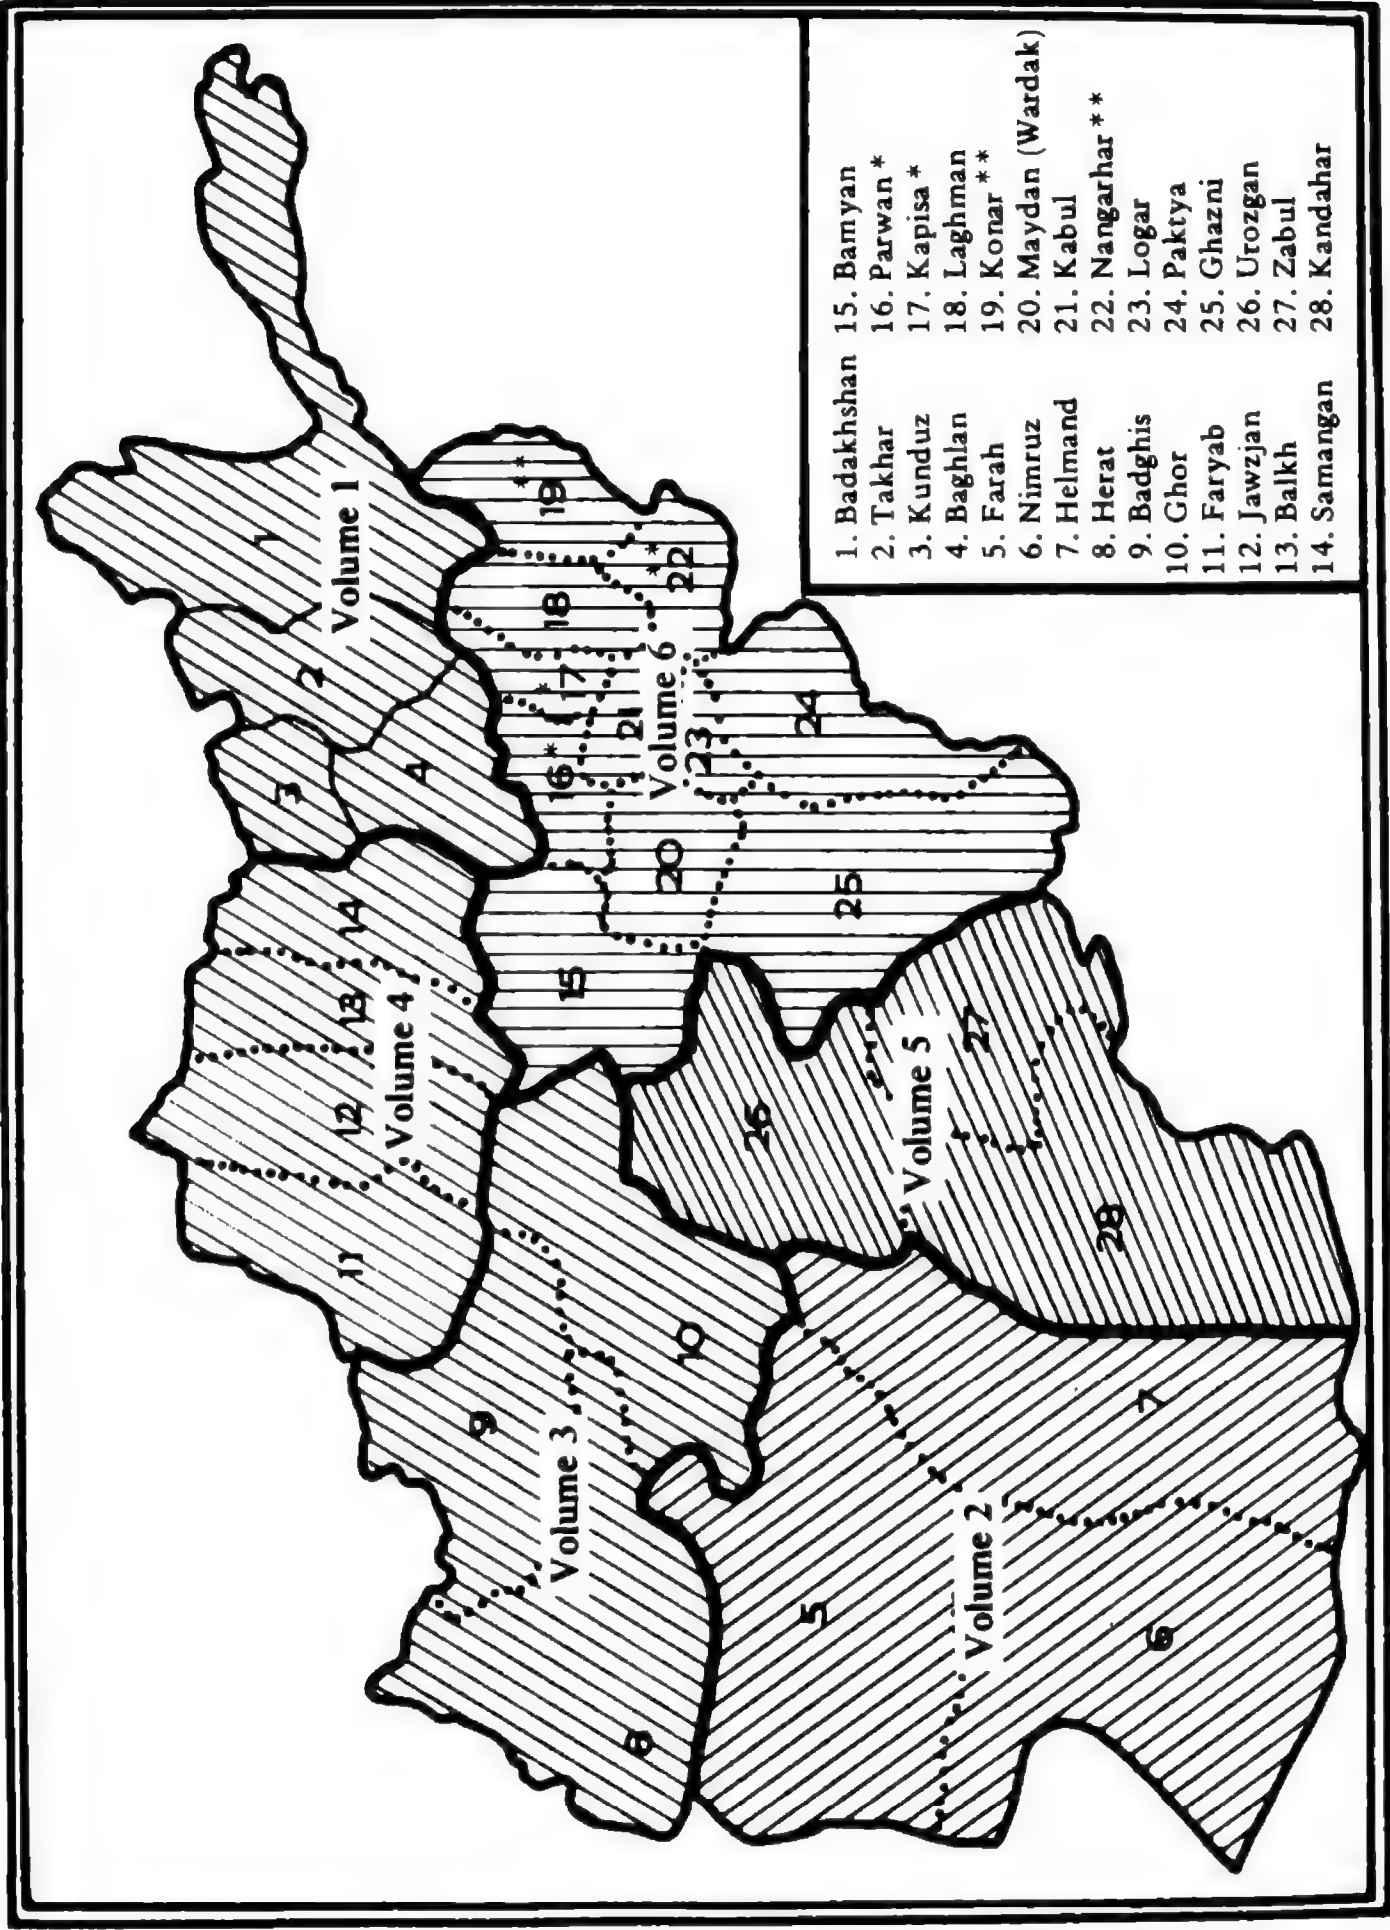 1
Volume 1
2
3
4
19
**
18
**
22
17
*
16*
21
Volume 6
23
24
20
25
15
14
13
12
Volume 4
11
9
10
Volume 3
8
26
27
Volume 5
28
7
5
Volume 2
6
1. Badakhshan
2. Takhar
3. Kunduz
4. Baghlan
5. Farah
6. Nimruz
7. Helmand
8. Herat
9. Badghis
10. Ghor
11. Faryab
12. Jawzjan
13. Balkh
14. Samangan
15. Bamyan
16. Parwan*
17. Kapisa*
18. Laghman
19. Konar**
20. Maydan (Wardak)
21. Kabul
22. Nangarhar**
23. Logar
24. Paktya
25. Ghazni
26. Urozgan
27. Zabul
28. Kandahar